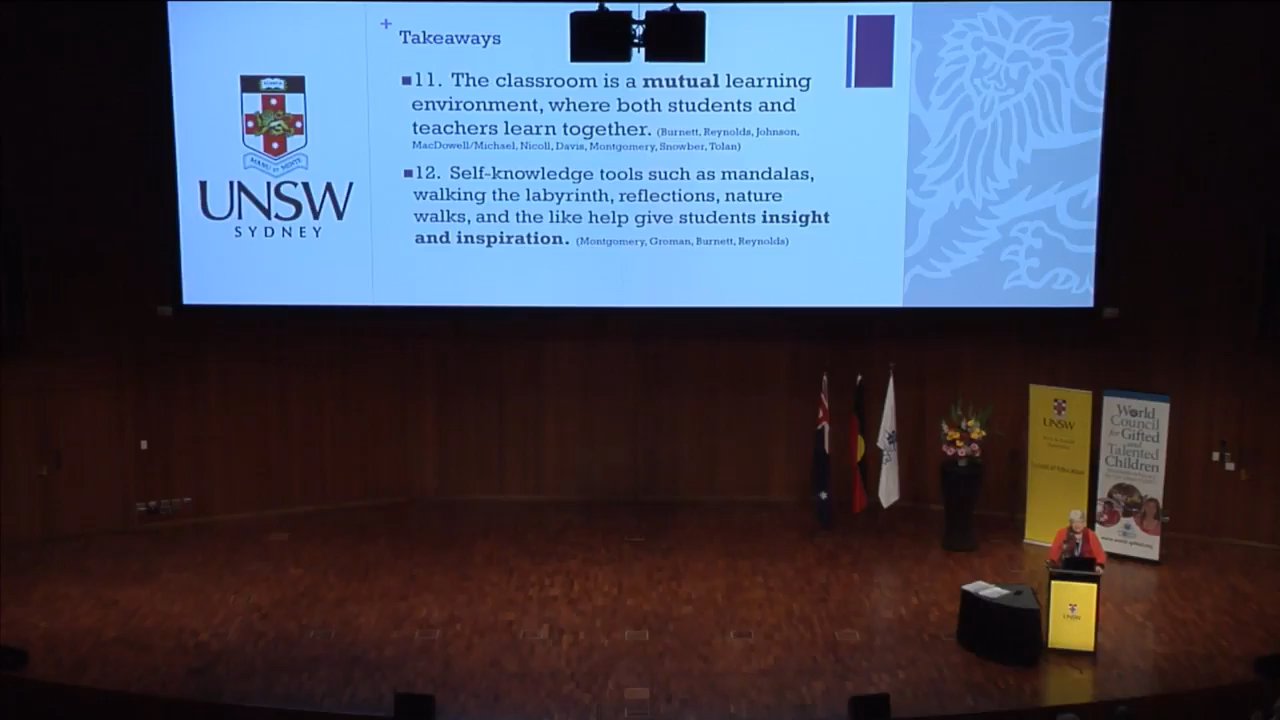 +
Takeaways
■11. The classroom is a mutual learning
environment, where both students and
teachers learn together. (Burnett, Reynolds, Johnson,
MacDowell/Michael, Nicoll, Davis, Montgomery, Snowber, Tolan)
■12. Self-knowledge tools such as mandalas,
walking the labyrinth, reflections, nature
walks, and the like help give students insight
and inspiration. (Montgomery, Groman, Burnett, Reynolds)
UNSW
SYDNEY
UNSW
World
Council
for Gifted
and
Talented
Children
UNSW